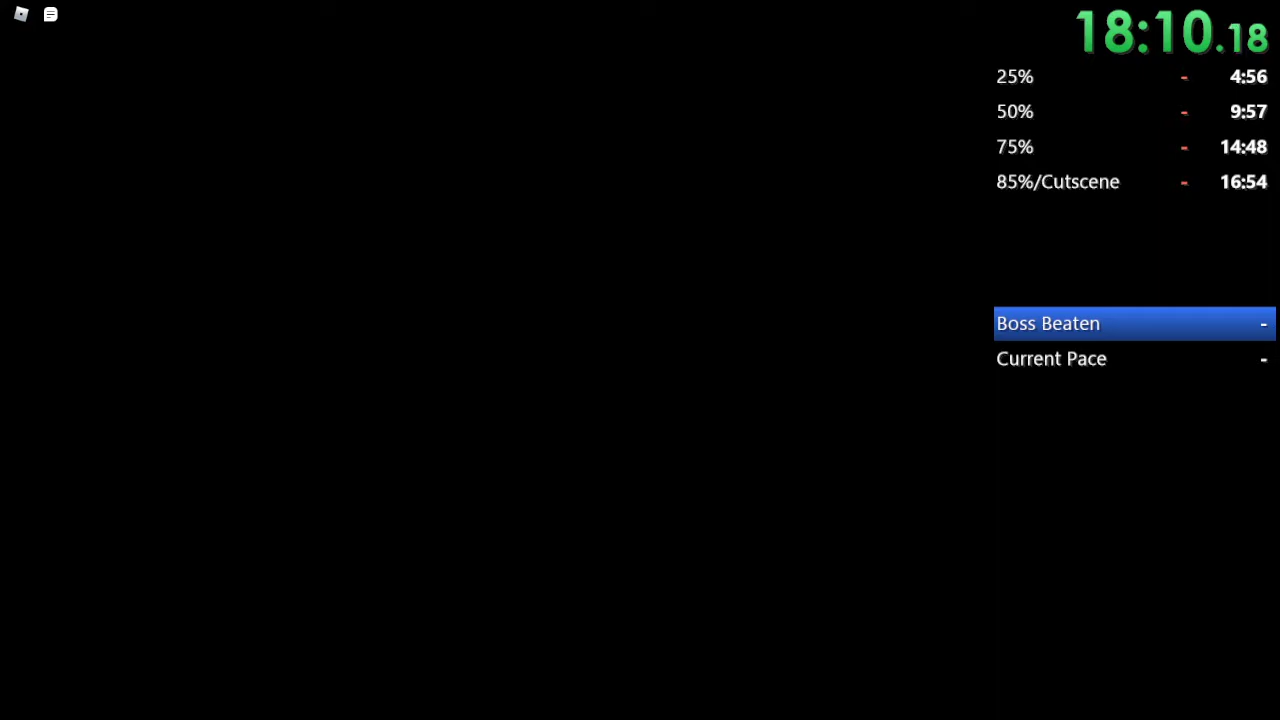 18:10.18
25% - 4:56
50% - 9:57
75% - 14:48
85%/Cutscene - 16:54
Boss Beaten -
Current Pace -